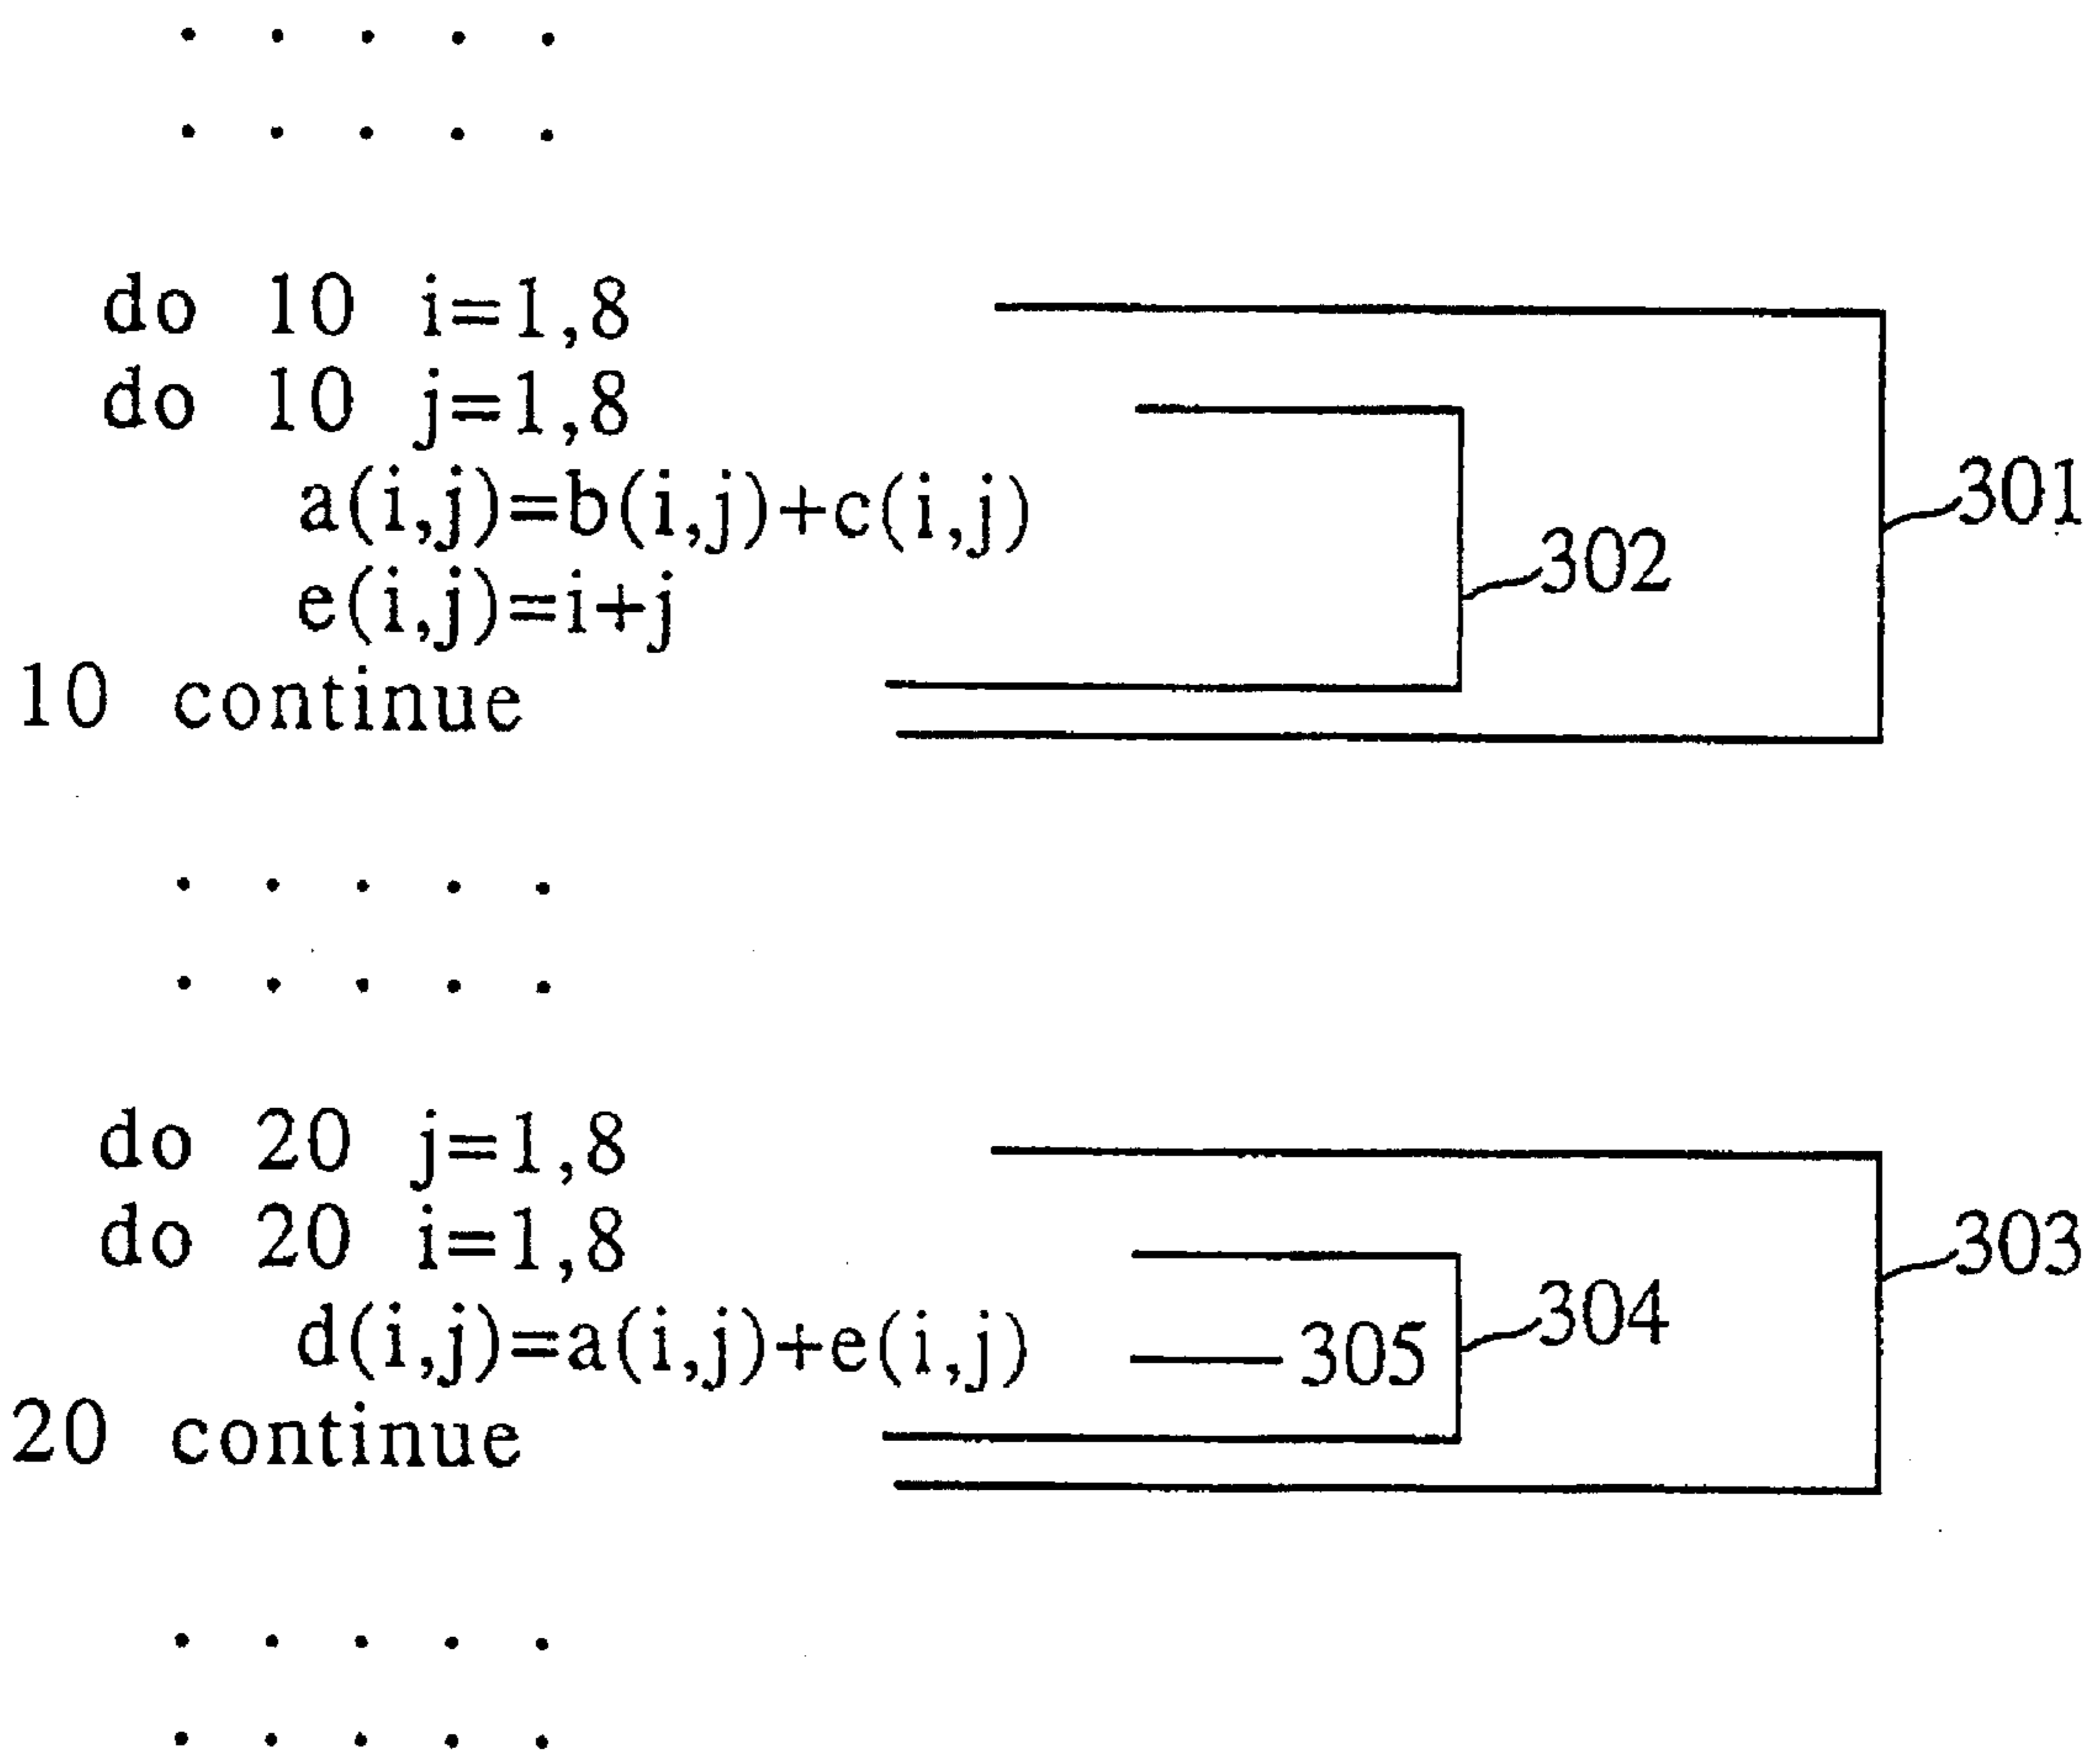 . . . . .
. . . . .
do 10 i=1,8
do 10 j=1,8
a(i,j)=b(i,j)+c(i,j)
e(i,j)=i+j
10 continue
301
302
. . . . .
. . . . .
do 20 j=1,8
do 20 i=1,8
d(i,j)=a(i,j)+e(i,j)
20 continue
303
304
305
. . . . .
. . . . .